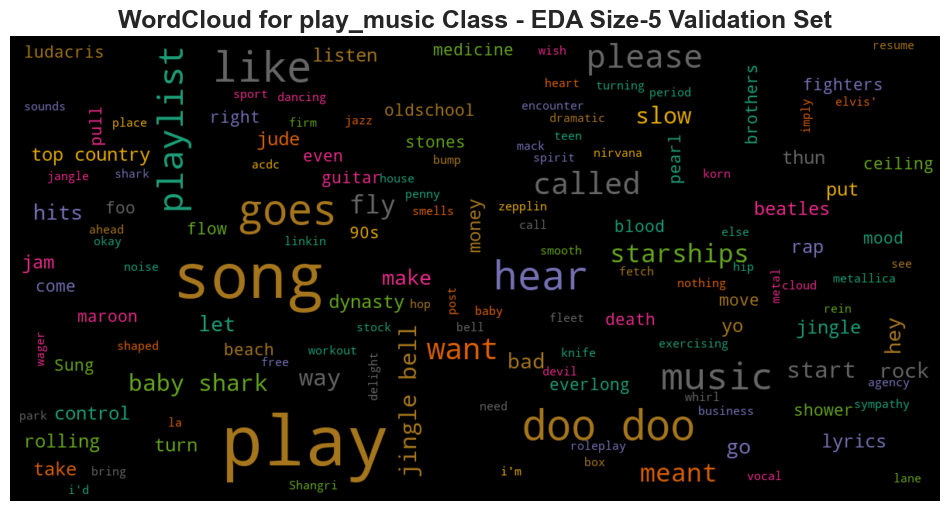 WordCloud for play_music Class - EDA Size-5 Validation Set
ludacris
playlist
like
listen
medicine
wish
please
resume
sounds
place
pull
sport
dancing
right
firm
jazz
oldschool
heart
turning
period
encounter
dramatic
slow
brothers
fighters
imply
elvis'
top country
jangle
shark
jude
even
acdc
guitar
house
stones
bump
mack
spirit
teen
nirvana
pearl
korn
thun
ceiling
called
put
hits
foo
ahead
okay
goes
fly
penny
smells
zepplin
call
money
flow
linkin
90s
blood
beatles
else
rap
mood
jam
noise
come
song
make
hear
smooth
starships
fetch
hip
nothing
metal
cloud
see
metallica
dynasty
hop
post
baby
move
rein
maroon
let
stock
bell
fleet
death
yo
jingle
hey
wager
shaped
Sung
beach
workout
free
delight
jingle bell
want
bad
knife
devil
everlong
exercising
baby shark
way
music
start
rock
agency
whirl
park
control
la
play
need
doo doo
business
shower
sympathy
rolling
turn
roleplay
go
lyrics
take
bring
i'd
Shangri
i'm
box
meant
vocal
lane